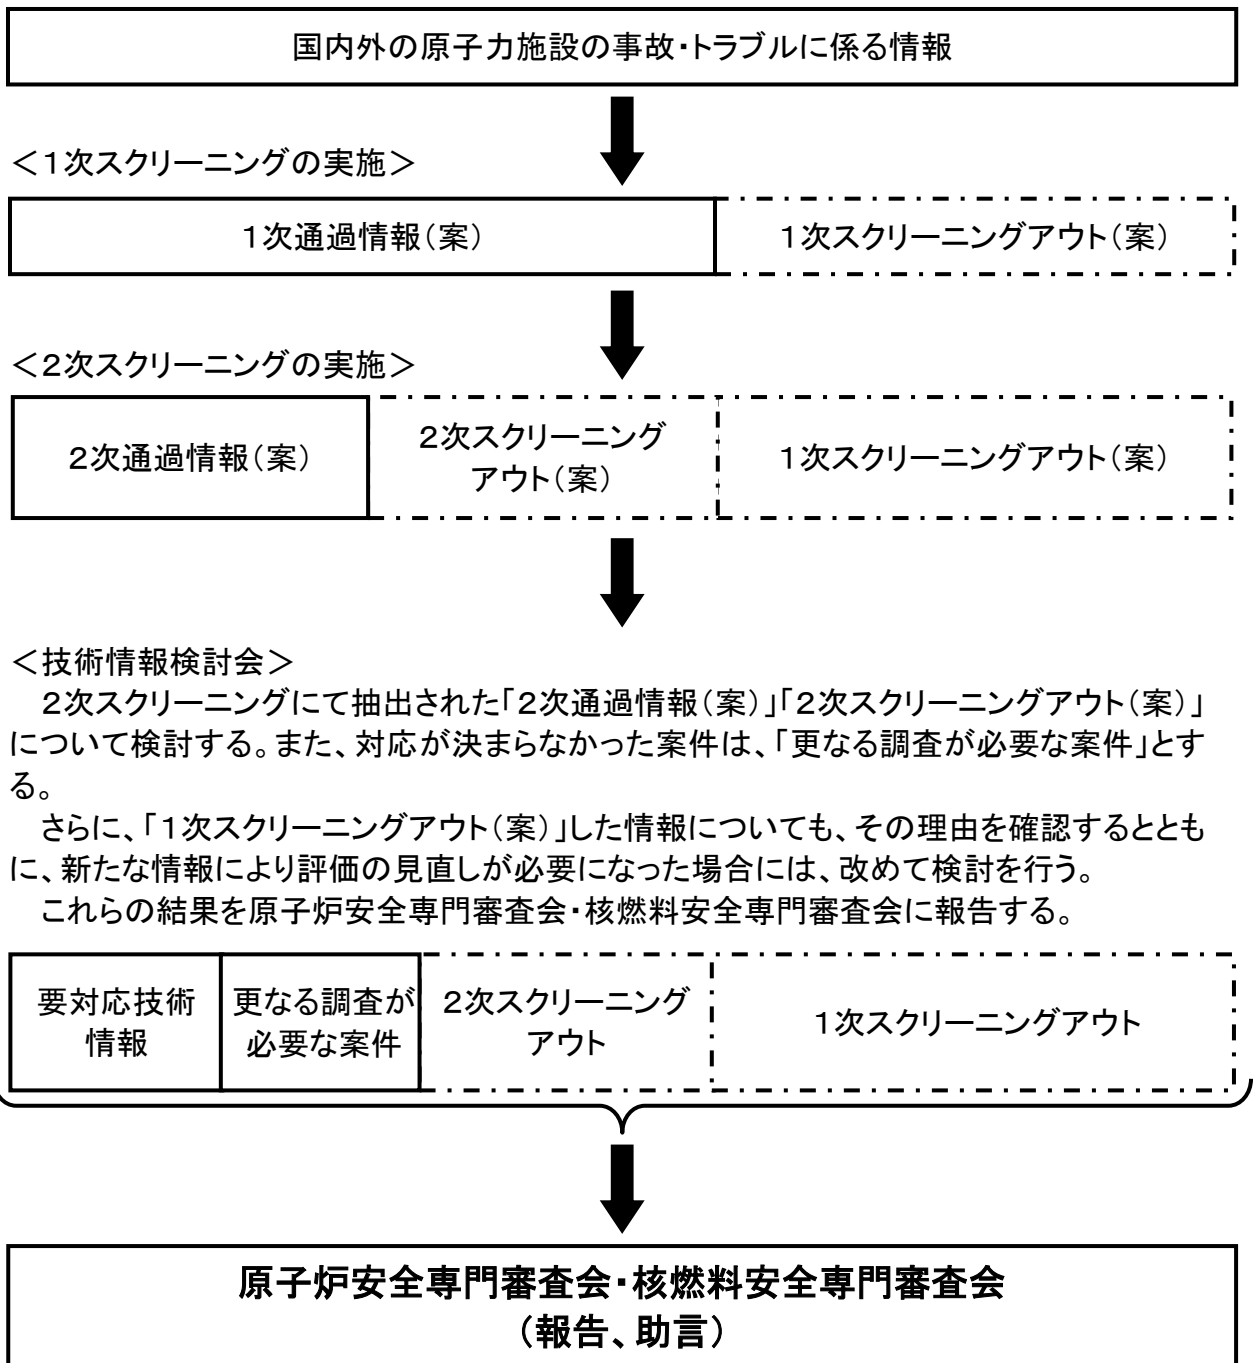 国内外の原子力施設の事故・トラブルに係る情報
＜１次スクリーニングの実施＞
１次通過情報（案）
１次スクリーニングアウト（案）
＜２次スクリーニングの実施＞
２次通過情報（案）
２次スクリーニング
アウト（案）
１次スクリーニングアウト（案）
＜技術情報検討会＞
２次スクリーニングにて抽出された「２次通過情報（案）」「２次スクリーニングアウト（案）」
について検討する。また、対応が決まらなかった案件は、「更なる調査が必要な案件」とす
る。
さらに、「１次スクリーニングアウト（案）」した情報についても、その理由を確認するととも
に、新たな情報により評価の見直しが必要になった場合には、改めて検討を行う。
これらの結果を原子炉安全専門審査会・核燃料安全専門審査会に報告する。
要対応技術
情報
更なる調査が
必要な案件
２次スクリーニング
アウト
１次スクリーニングアウト
原子炉安全専門審査会・核燃料安全専門審査会
（報告、助言）